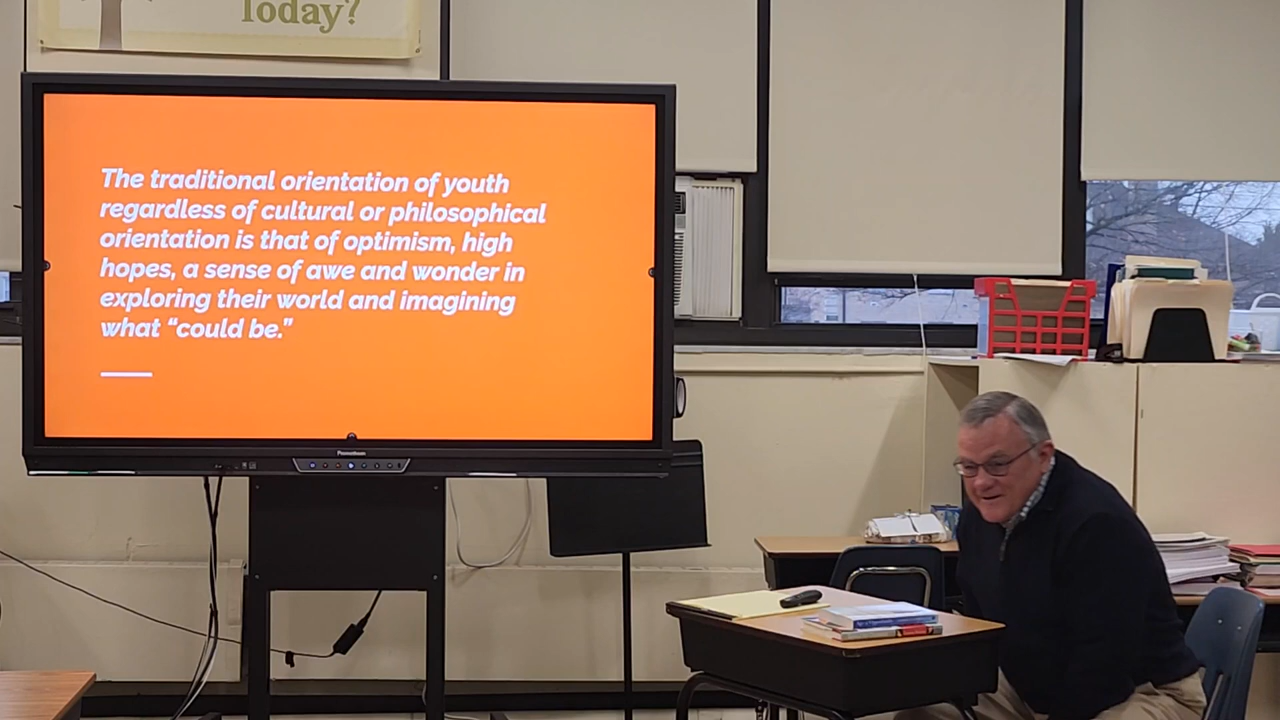 Today?
The traditional orientation of youth
regardless of cultural or philosophical
orientation is that of optimism, high
hopes, a sense of awe and wonder in
exploring their world and imagining
what “could be.”
Promethean